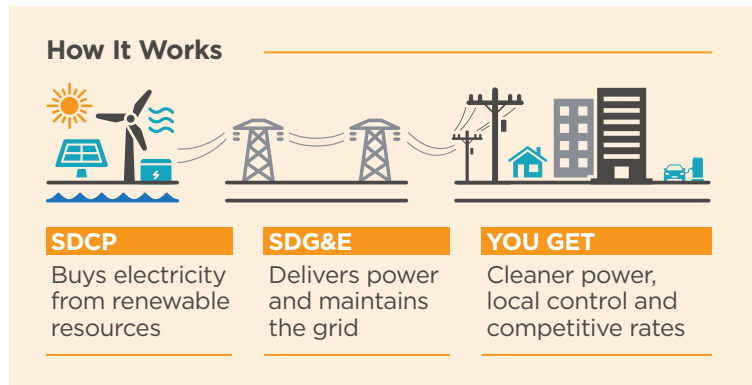 How It Works
SDCP
Buys electricity
from renewable
resources
SDG&E
Delivers power
and maintains
the grid
YOU GET
Cleaner power,
local control and
competitive rates